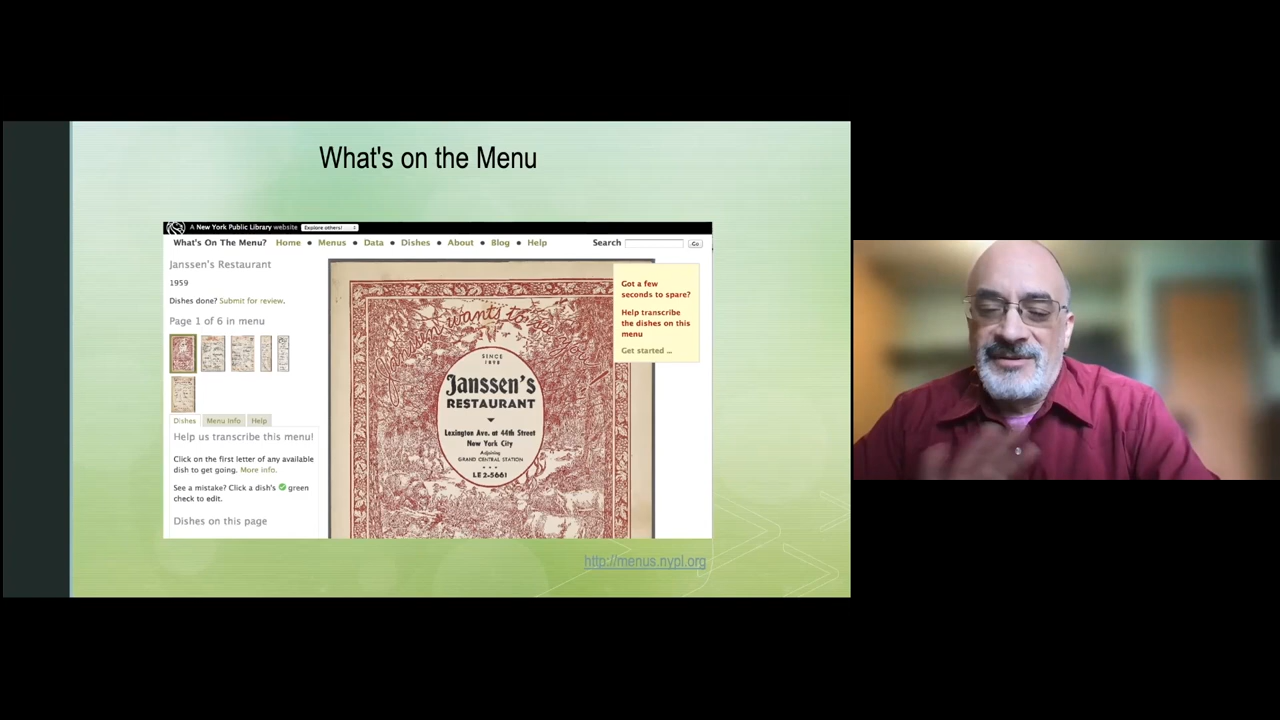 What's on the Menu
A New York Public Library website Explore others!
What's On The Menu? Home • Menus • Data • Dishes • About • Blog • Help Search Go
Janssen's Restaurant
1959
Dishes done? Submit for review.
Page 1 of 6 in menu
Dishes Menu Info Help
Help us transcribe this menu!
Click on the first letter of any available
dish to get going. More info.
See a mistake? Click a dish's green
check to edit.
Dishes on this page
wants to
SINCE
1898
Janssen's
RESTAURANT
Lexington Ave. at 44th Street
New York City
Adjoining
GRAND CENTRAL STATION
LE 2-5661
Got a few
seconds to spare?
Help transcribe
the dishes on this
menu
Get started ...
http://menus.nypl.org